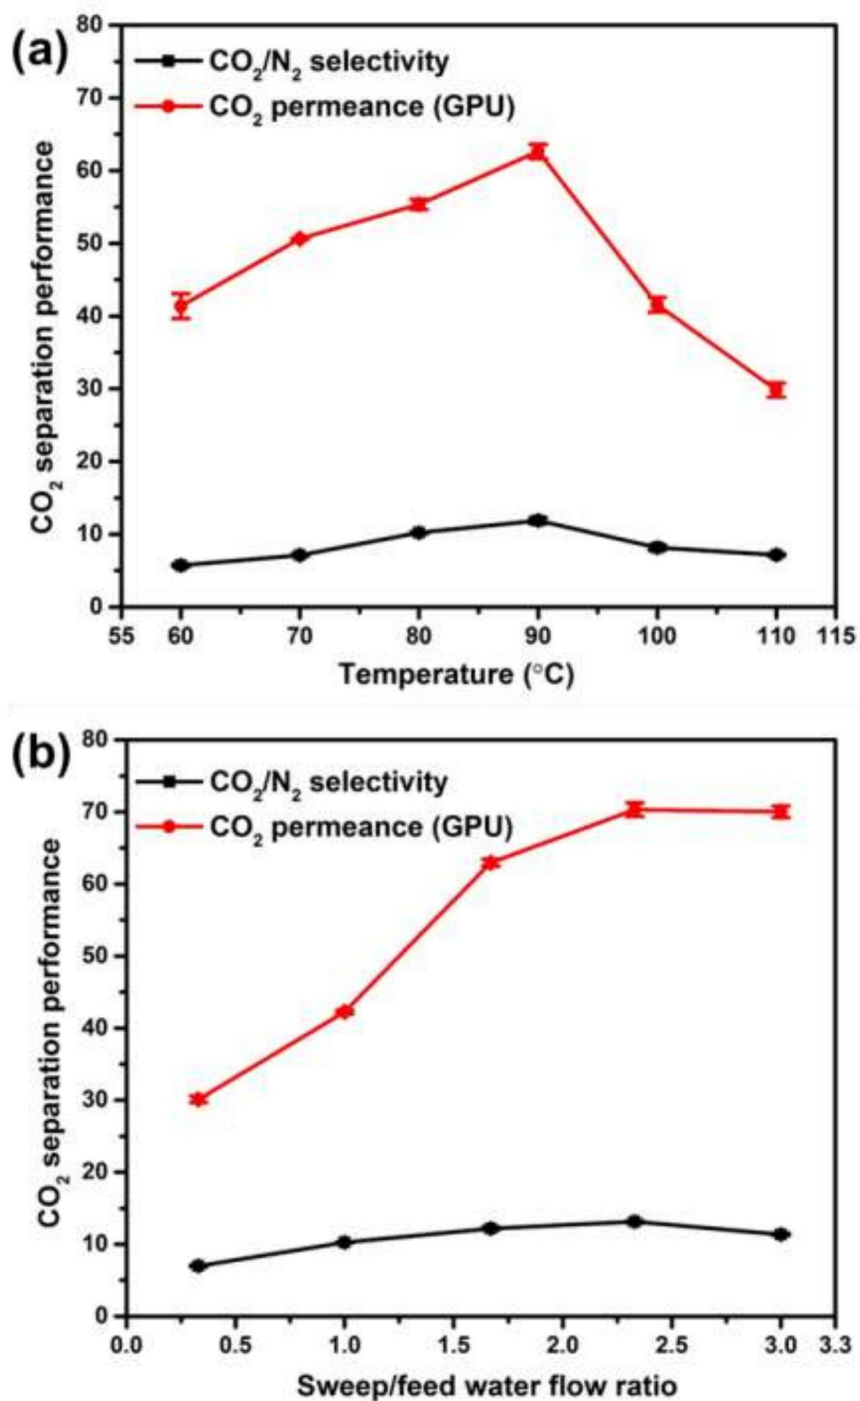 (a)
CO₂/N₂ selectivity
CO₂ permeance (GPU)
CO₂ separation performance
80
70
60
50
40
30
20
10
0
55 60 70 80 90 100 110 115
Temperature (°C)
(b)
CO₂/N₂ selectivity
CO₂ permeance (GPU)
CO₂ separation performance
80
70
60
50
40
30
20
10
0
0.0 0.5 1.0 1.5 2.0 2.5 3.0 3.3
Sweep/feed water flow ratio